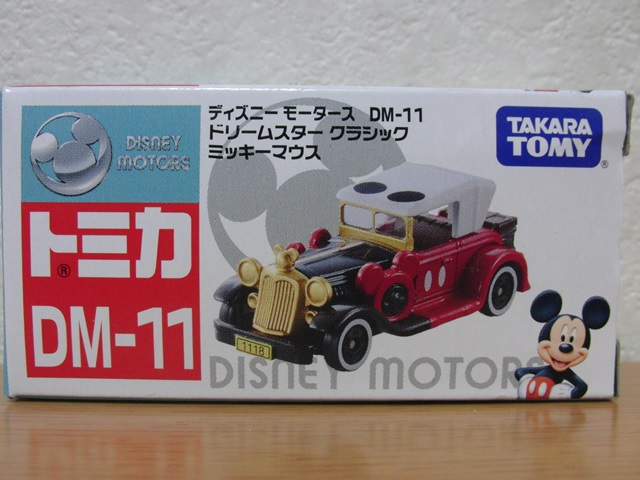 DISNEY
MOTORS
トミカ
®
DM-11
ディズニー モータース DM-11
ドリームスター クラシック
ミッキーマウス
TAKARA
TOMY
®
1118
DISNEY MOTORS